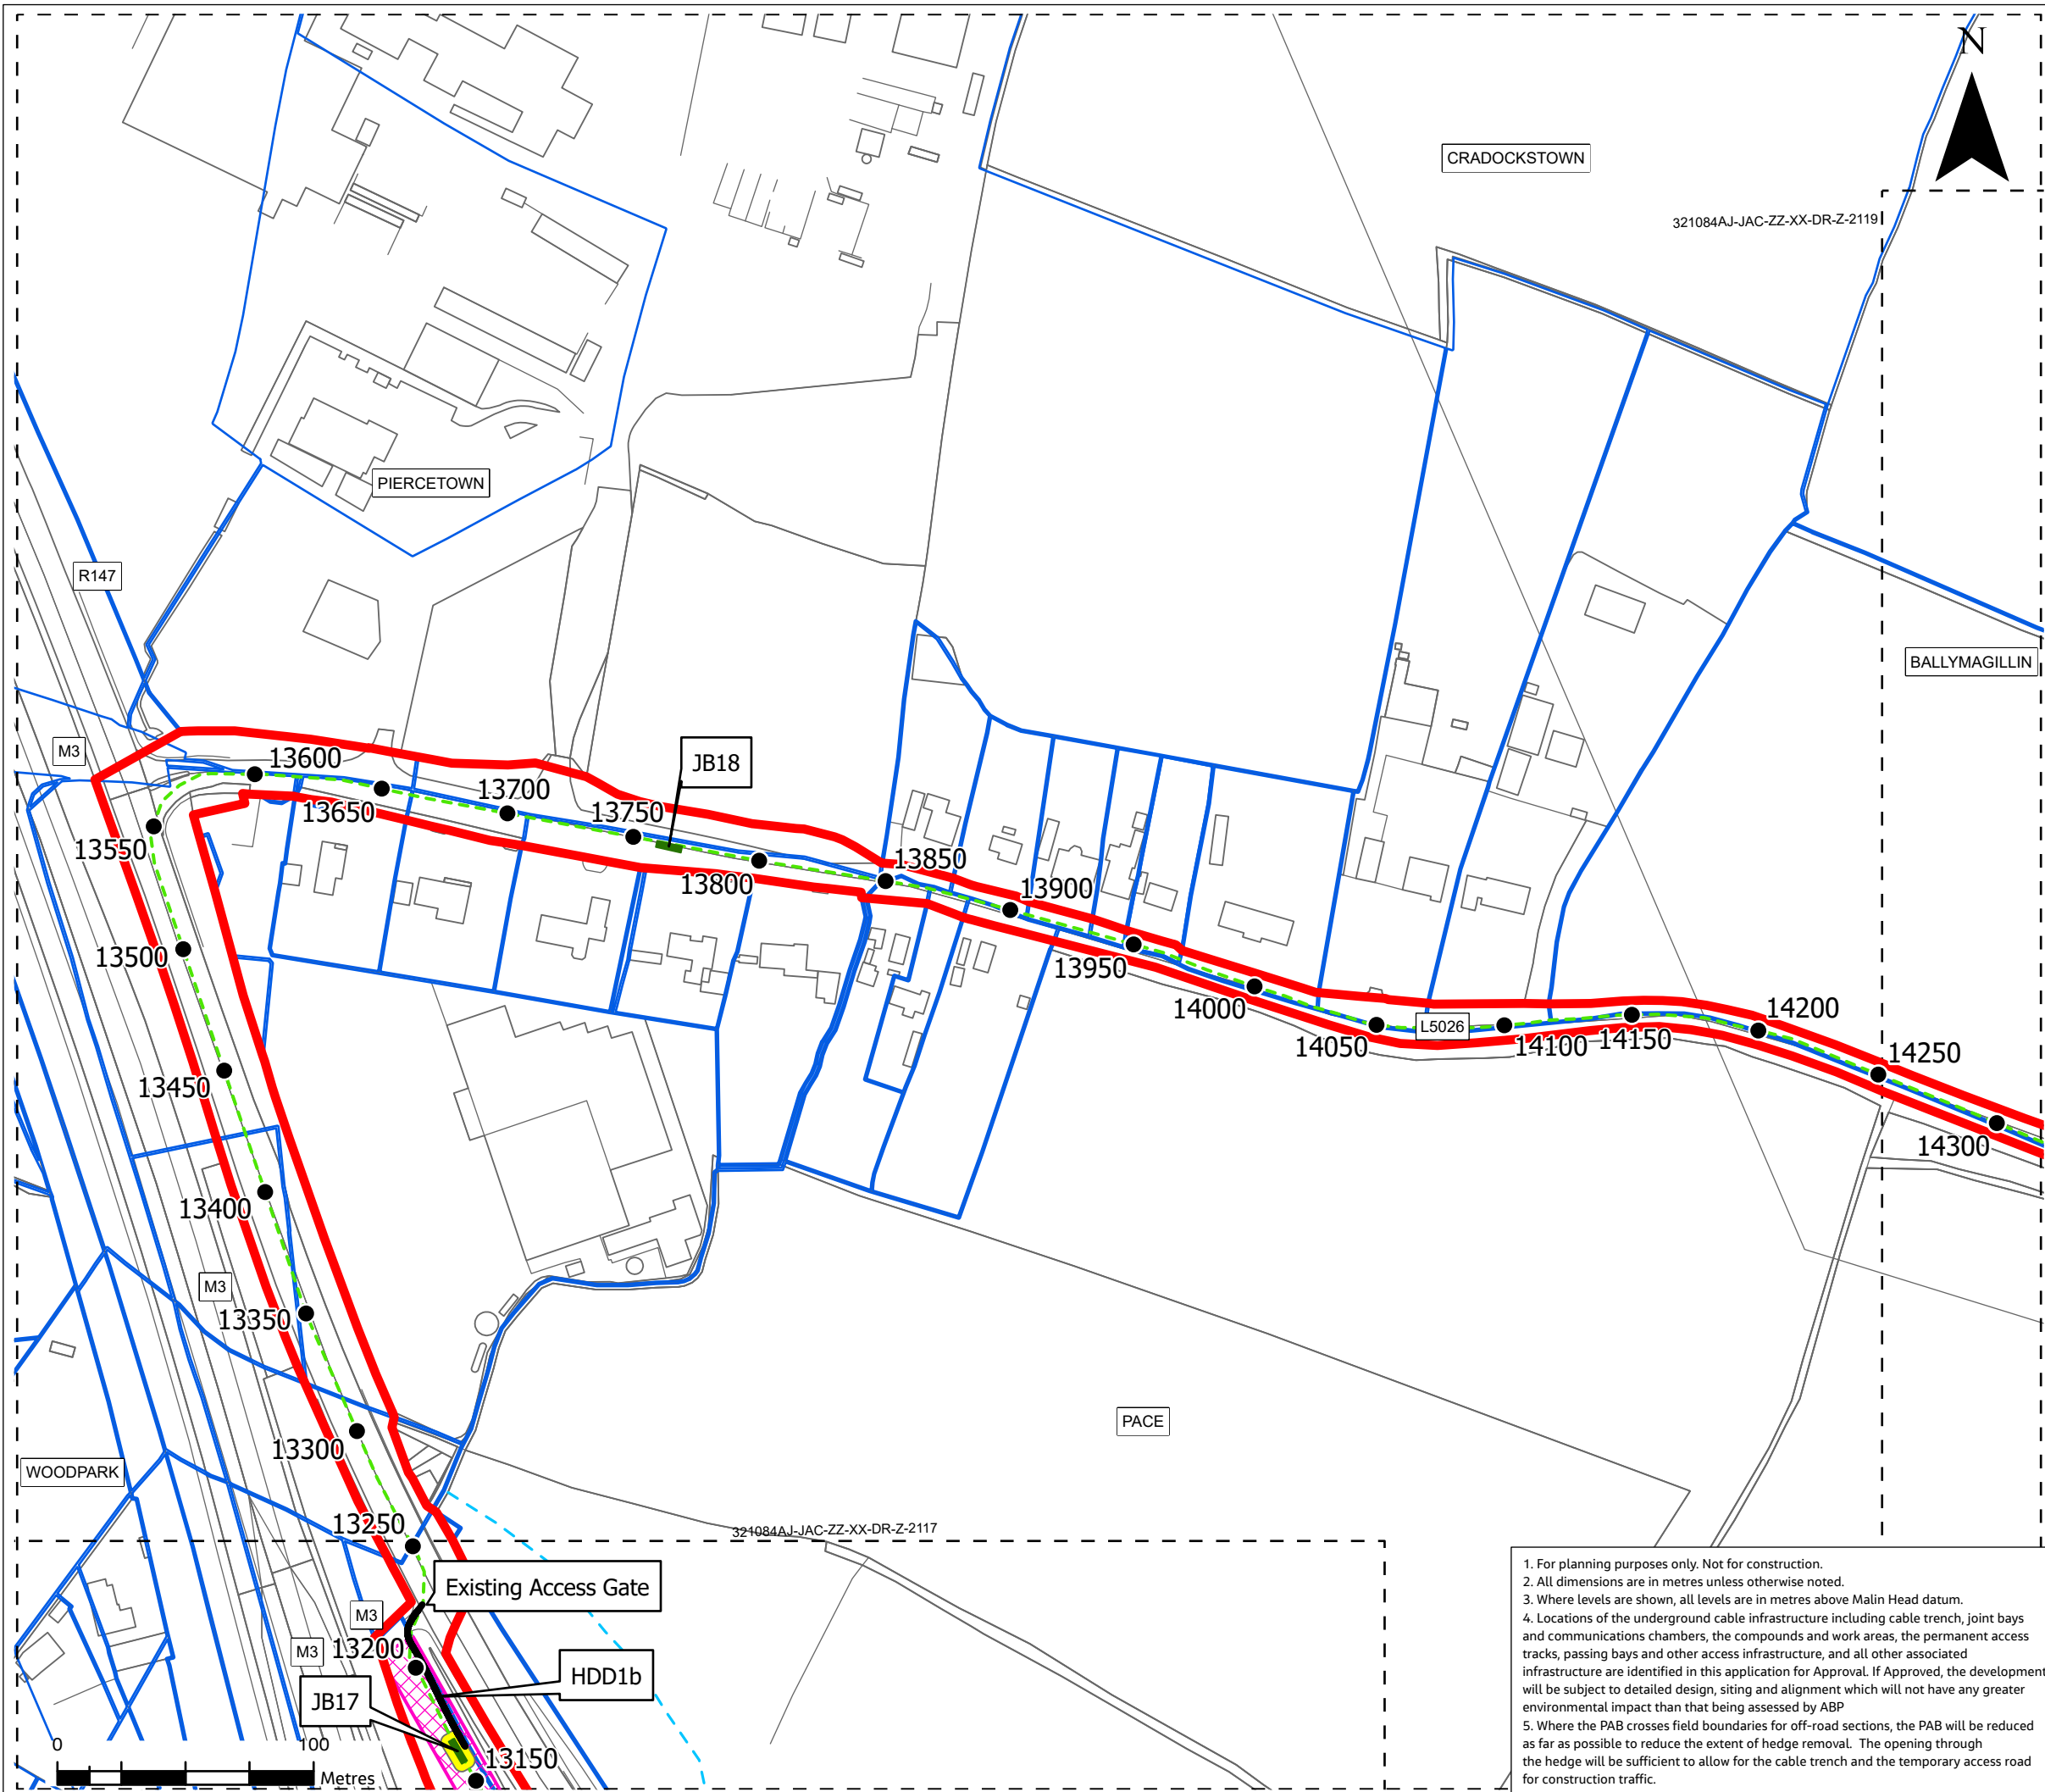 N
CRADOCKSTOWN
321084AJ-JAC-ZZ-XX-DR-Z-2119
PIERCETOWN
R147
BALLYMAGILLIN
M3
JB18
13600
13650
13700
13750
13550
13800
13850
13900
13500
13950
14000
L5026
14050
14100
14150
14200
14250
14300
13450
13400
M3
13350
13300
PACE
WOODPARK
13250
321084AJ-JAC-ZZ-XX-DR-Z-2117
Existing Access Gate
M3
M3
13200
HDD1b
JB17
13150
0
100
Metres
1. For planning purposes only. Not for construction.
2. All dimensions are in metres unless otherwise noted.
3. Where levels are shown, all levels are in metres above Malin Head datum.
4. Locations of the underground cable infrastructure including cable trench, joint bays
and communications chambers, the compounds and work areas, the permanent access
tracks, passing bays and other access infrastructure, and all other associated
infrastructure are identified in this application for Approval. If Approved, the development
will be subject to detailed design, siting and alignment which will not have any greater
environmental impact than that being assessed by ABP
5. Where the PAB crosses field boundaries for off-road sections, the PAB will be reduced
as far as possible to reduce the extent of hedge removal. The opening through
the hedge will be sufficient to allow for the cable trench and the temporary access road
for construction traffic.